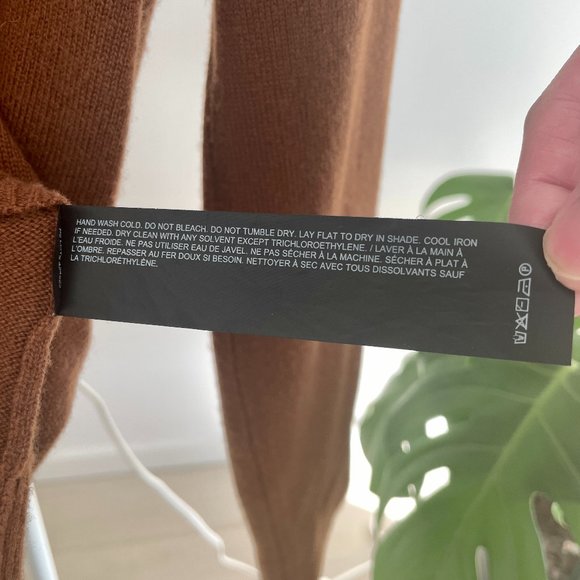 HAND WASH COLD. DO NOT BLEACH. DO NOT TUMBLE DRY. LAY FLAT TO DRY IN SHADE. COOL IRON
IF NEEDED. DRY CLEAN WITH ANY SOLVENT EXCEPT TRICHLOROETHYLÈNE. / LAVER À LA MAIN À
L'EAU FROIDE. NE PAS UTILISER EAU DE JAVEL. NE PAS SÉCHER À LA MACHINE. SÉCHER À PLAT À
L'OMBRE. REPASSER AU FER DOUX SI BESOIN. NETTOYER À SEC AVEC TOUS DISSOLVANTS SAUF
LA TRICHLORÉTHYLÈNE.
P